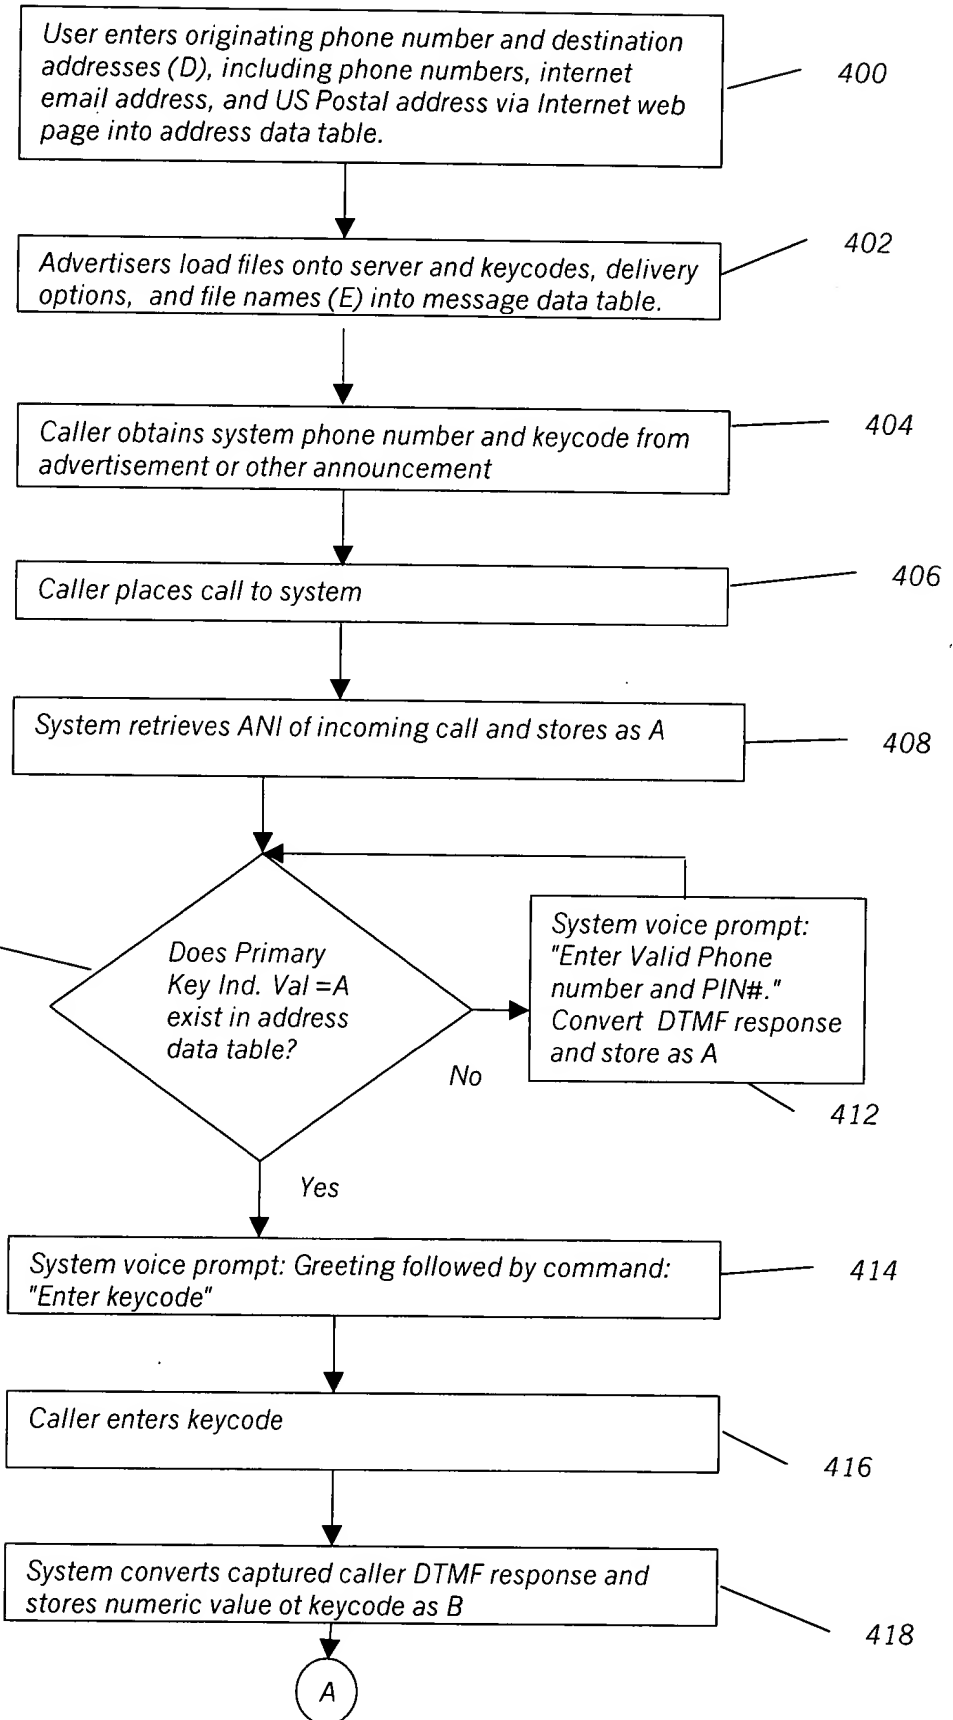 User enters originating phone number and destination
addresses (D), including phone numbers, internet
email address, and US Postal address via Internet web
page into address data table.
400
Advertisers load files onto server and keycodes, delivery
options, and file names (E) into message data table.
402
Caller obtains system phone number and keycode from
advertisement or other announcement
404
Caller places call to system
406
System retrieves ANI of incoming call and stores as A
408
Does Primary
Key Ind. Val =A
exist in address
data table?
No
System voice prompt:
"Enter Valid Phone
number and PIN#."
Convert DTMF response
and store as A
412
Yes
System voice prompt: Greeting followed by command:
"Enter keycode"
414
Caller enters keycode
416
System converts captured caller DTMF response and
stores numeric value ot keycode as B
418
A